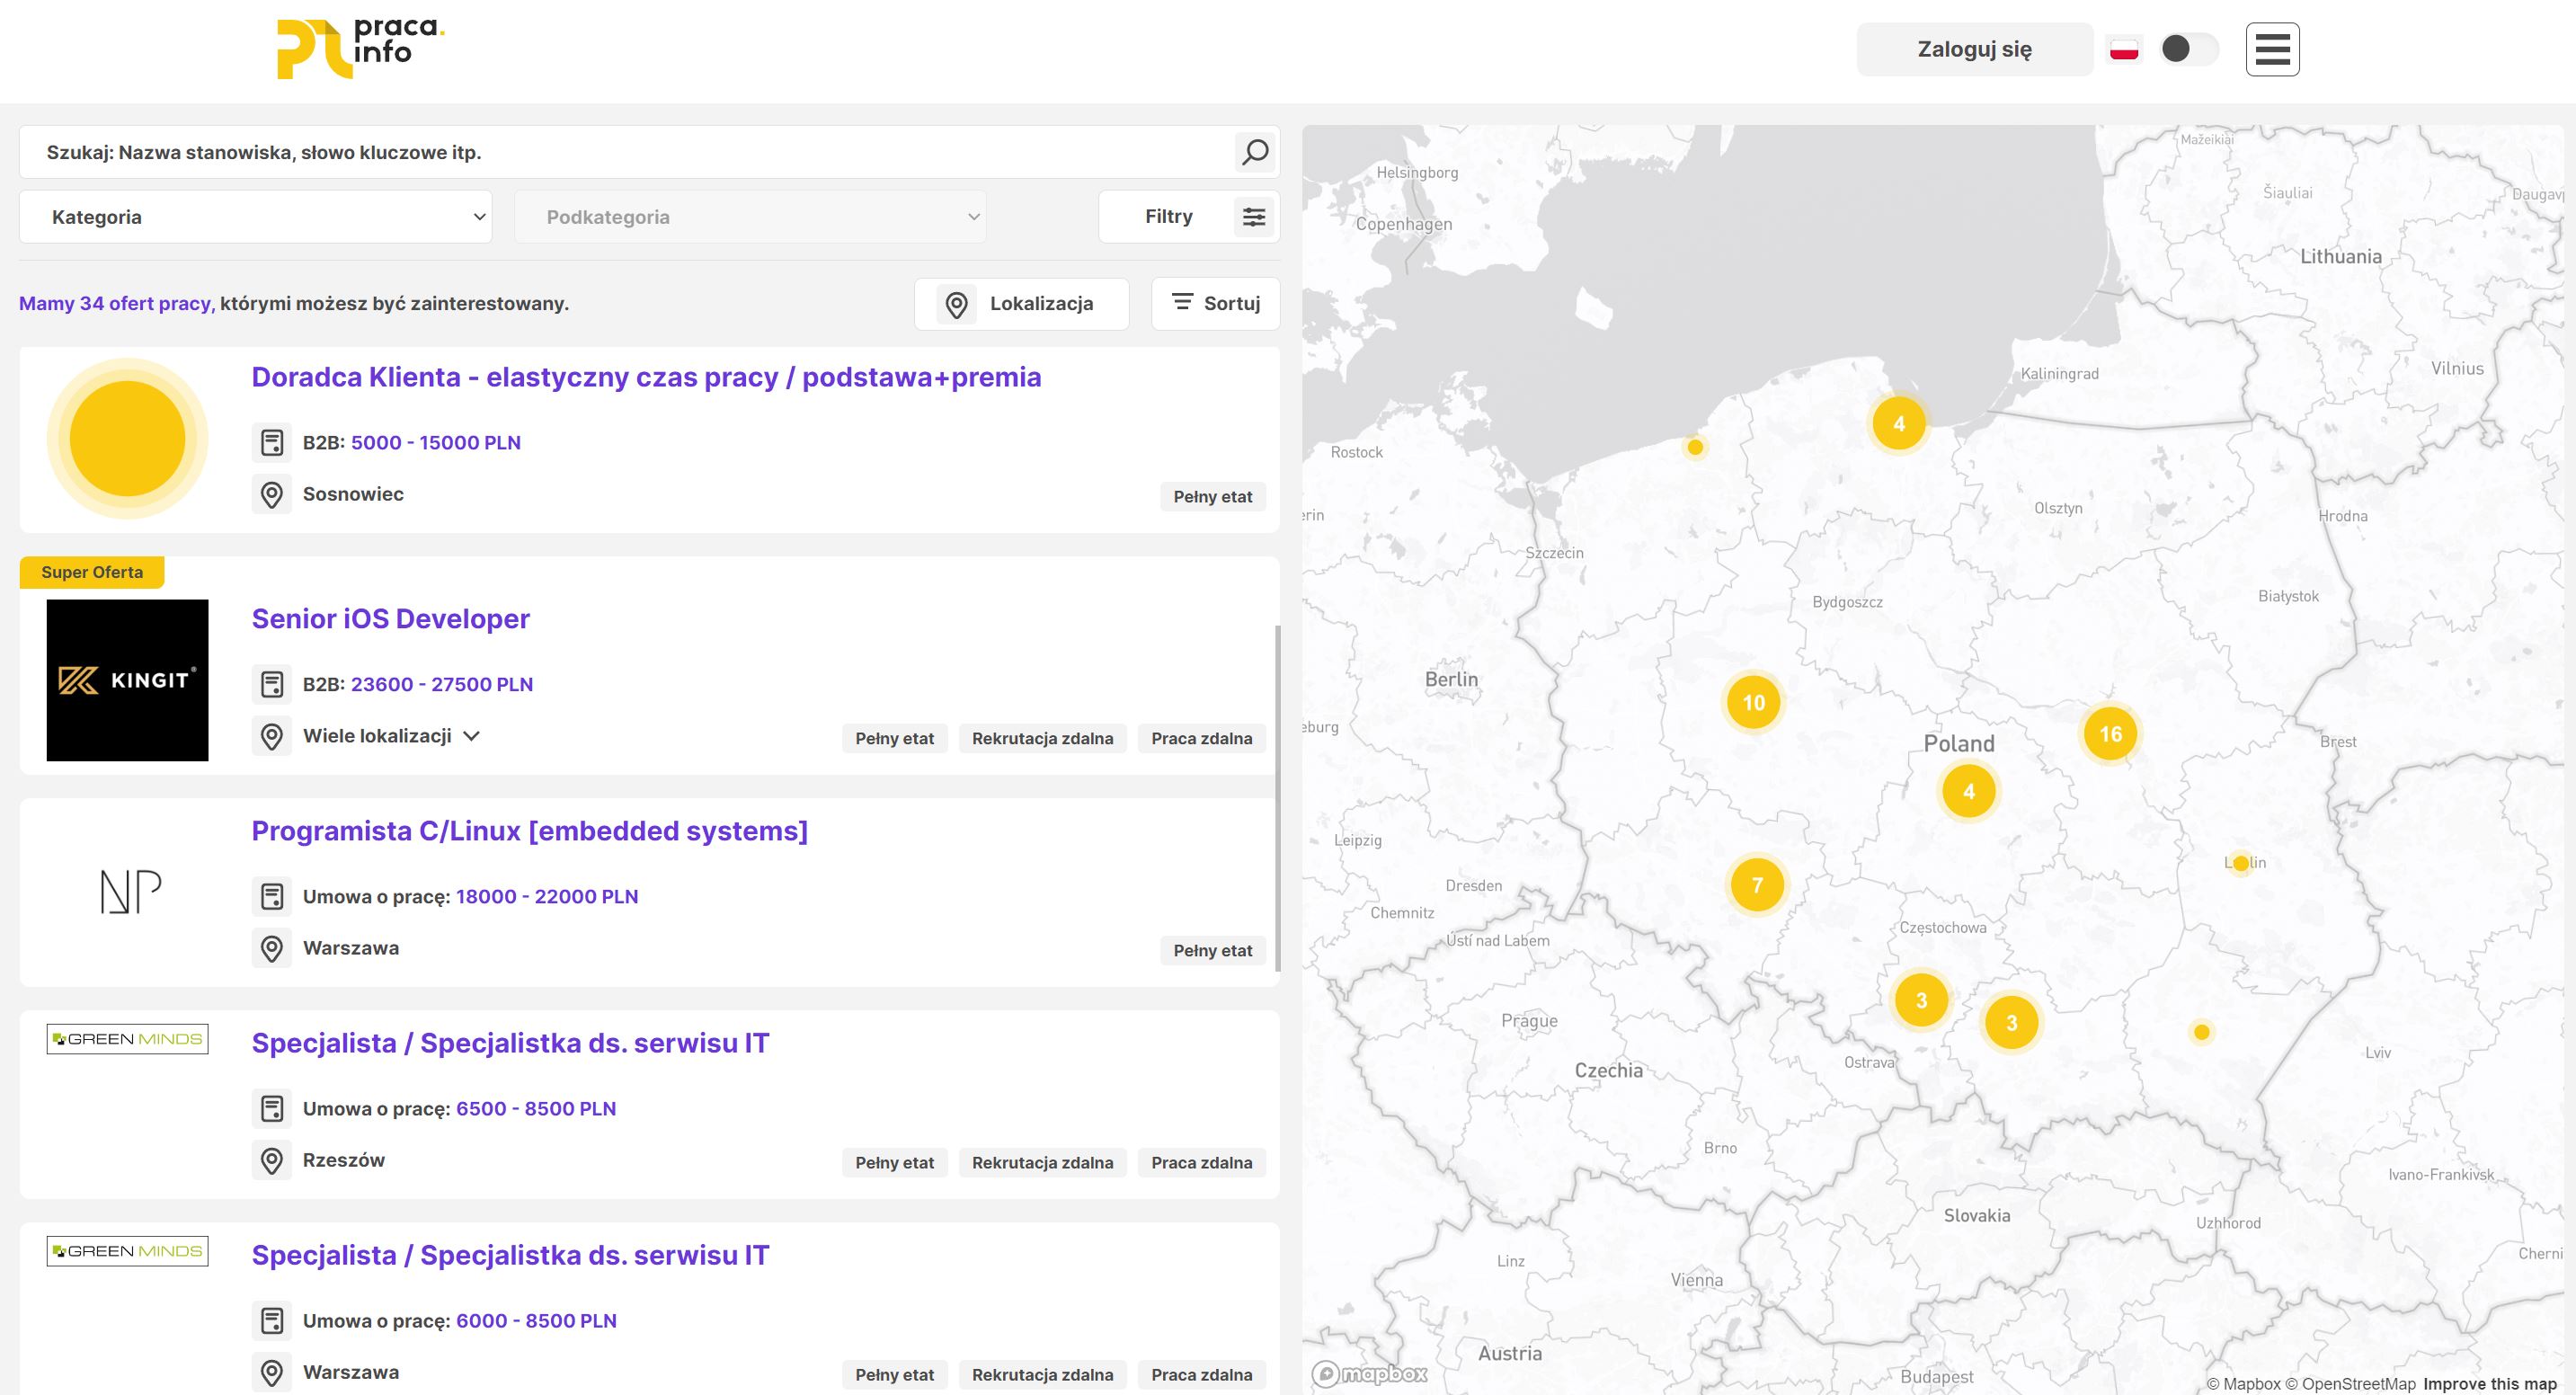 praca.
info
Zaloguj się
Szukaj: Nazwa stanowiska, słowo kluczowe itp.
Kategoria
Podkategoria
Filtry
Mamy 34 ofert pracy, którymi możesz być zainteresowany.
Lokalizacja
Sortuj
Doradca Klienta - elastyczny czas pracy / podstawa+premia
B2B: 5000 - 15000 PLN
Sosnowiec
Pełny etat
Super Oferta
KINGIT
Senior iOS Developer
B2B: 23600 - 27500 PLN
Wiele lokalizacji
Pełny etat
Rekrutacja zdalna
Praca zdalna
NP
Programista C/Linux [embedded systems]
Umowa o pracę: 18000 - 22000 PLN
Warszawa
Pełny etat
GREEN MINDS
Specjalista / Specjalistka ds. serwisu IT
Umowa o pracę: 6500 - 8500 PLN
Rzeszów
Pełny etat
Rekrutacja zdalna
Praca zdalna
GREEN MINDS
Specjalista / Specjalistka ds. serwisu IT
Umowa o pracę: 6000 - 8500 PLN
Warszawa
Pełny etat
Rekrutacja zdalna
Praca zdalna
Mažeikiai
Helsingborg
Šiauliai
Daugavp
Copenhagen
Lithuania
Vilnius
Kaliningrad
4
Rostock
Olsztyn
erin
Hrodna
Szczecin
Białystok
Bydgoszcz
Berlin
10
eburg
16
Brest
Poland
4
Leipzig
L lin
Dresden
7
Chemnitz
Częstochowa
Ústí nad Labem
3
Prague
3
Lviv
Ostrava
Czechia
Brno
Ivano-Frankivsk
Slovakia
Uzhhorod
Cherni
Linz
Vienna
Austria
mapbox
Budapest
© Mapbox © OpenStreetMap Improve this map